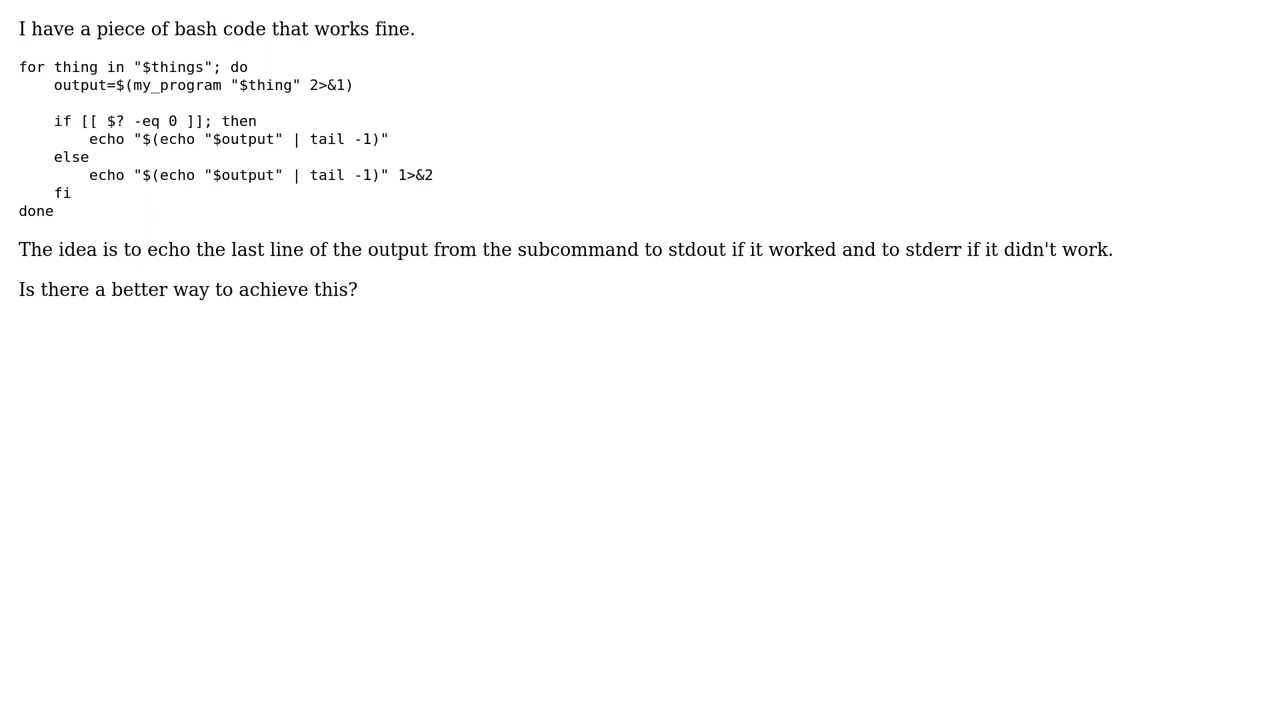 I have a piece of bash code that works fine.
for thing in "$things"; do
    output=$(my_program "$thing" 2>&1)
    if [[ $? -eq 0 ]]; then
        echo "$(echo "$output" | tail -1)"
    else
        echo "$(echo "$output" | tail -1)" 1>&2
    fi
done
The idea is to echo the last line of the output from the subcommand to stdout if it worked and to stderr if it didn't work.
Is there a better way to achieve this?